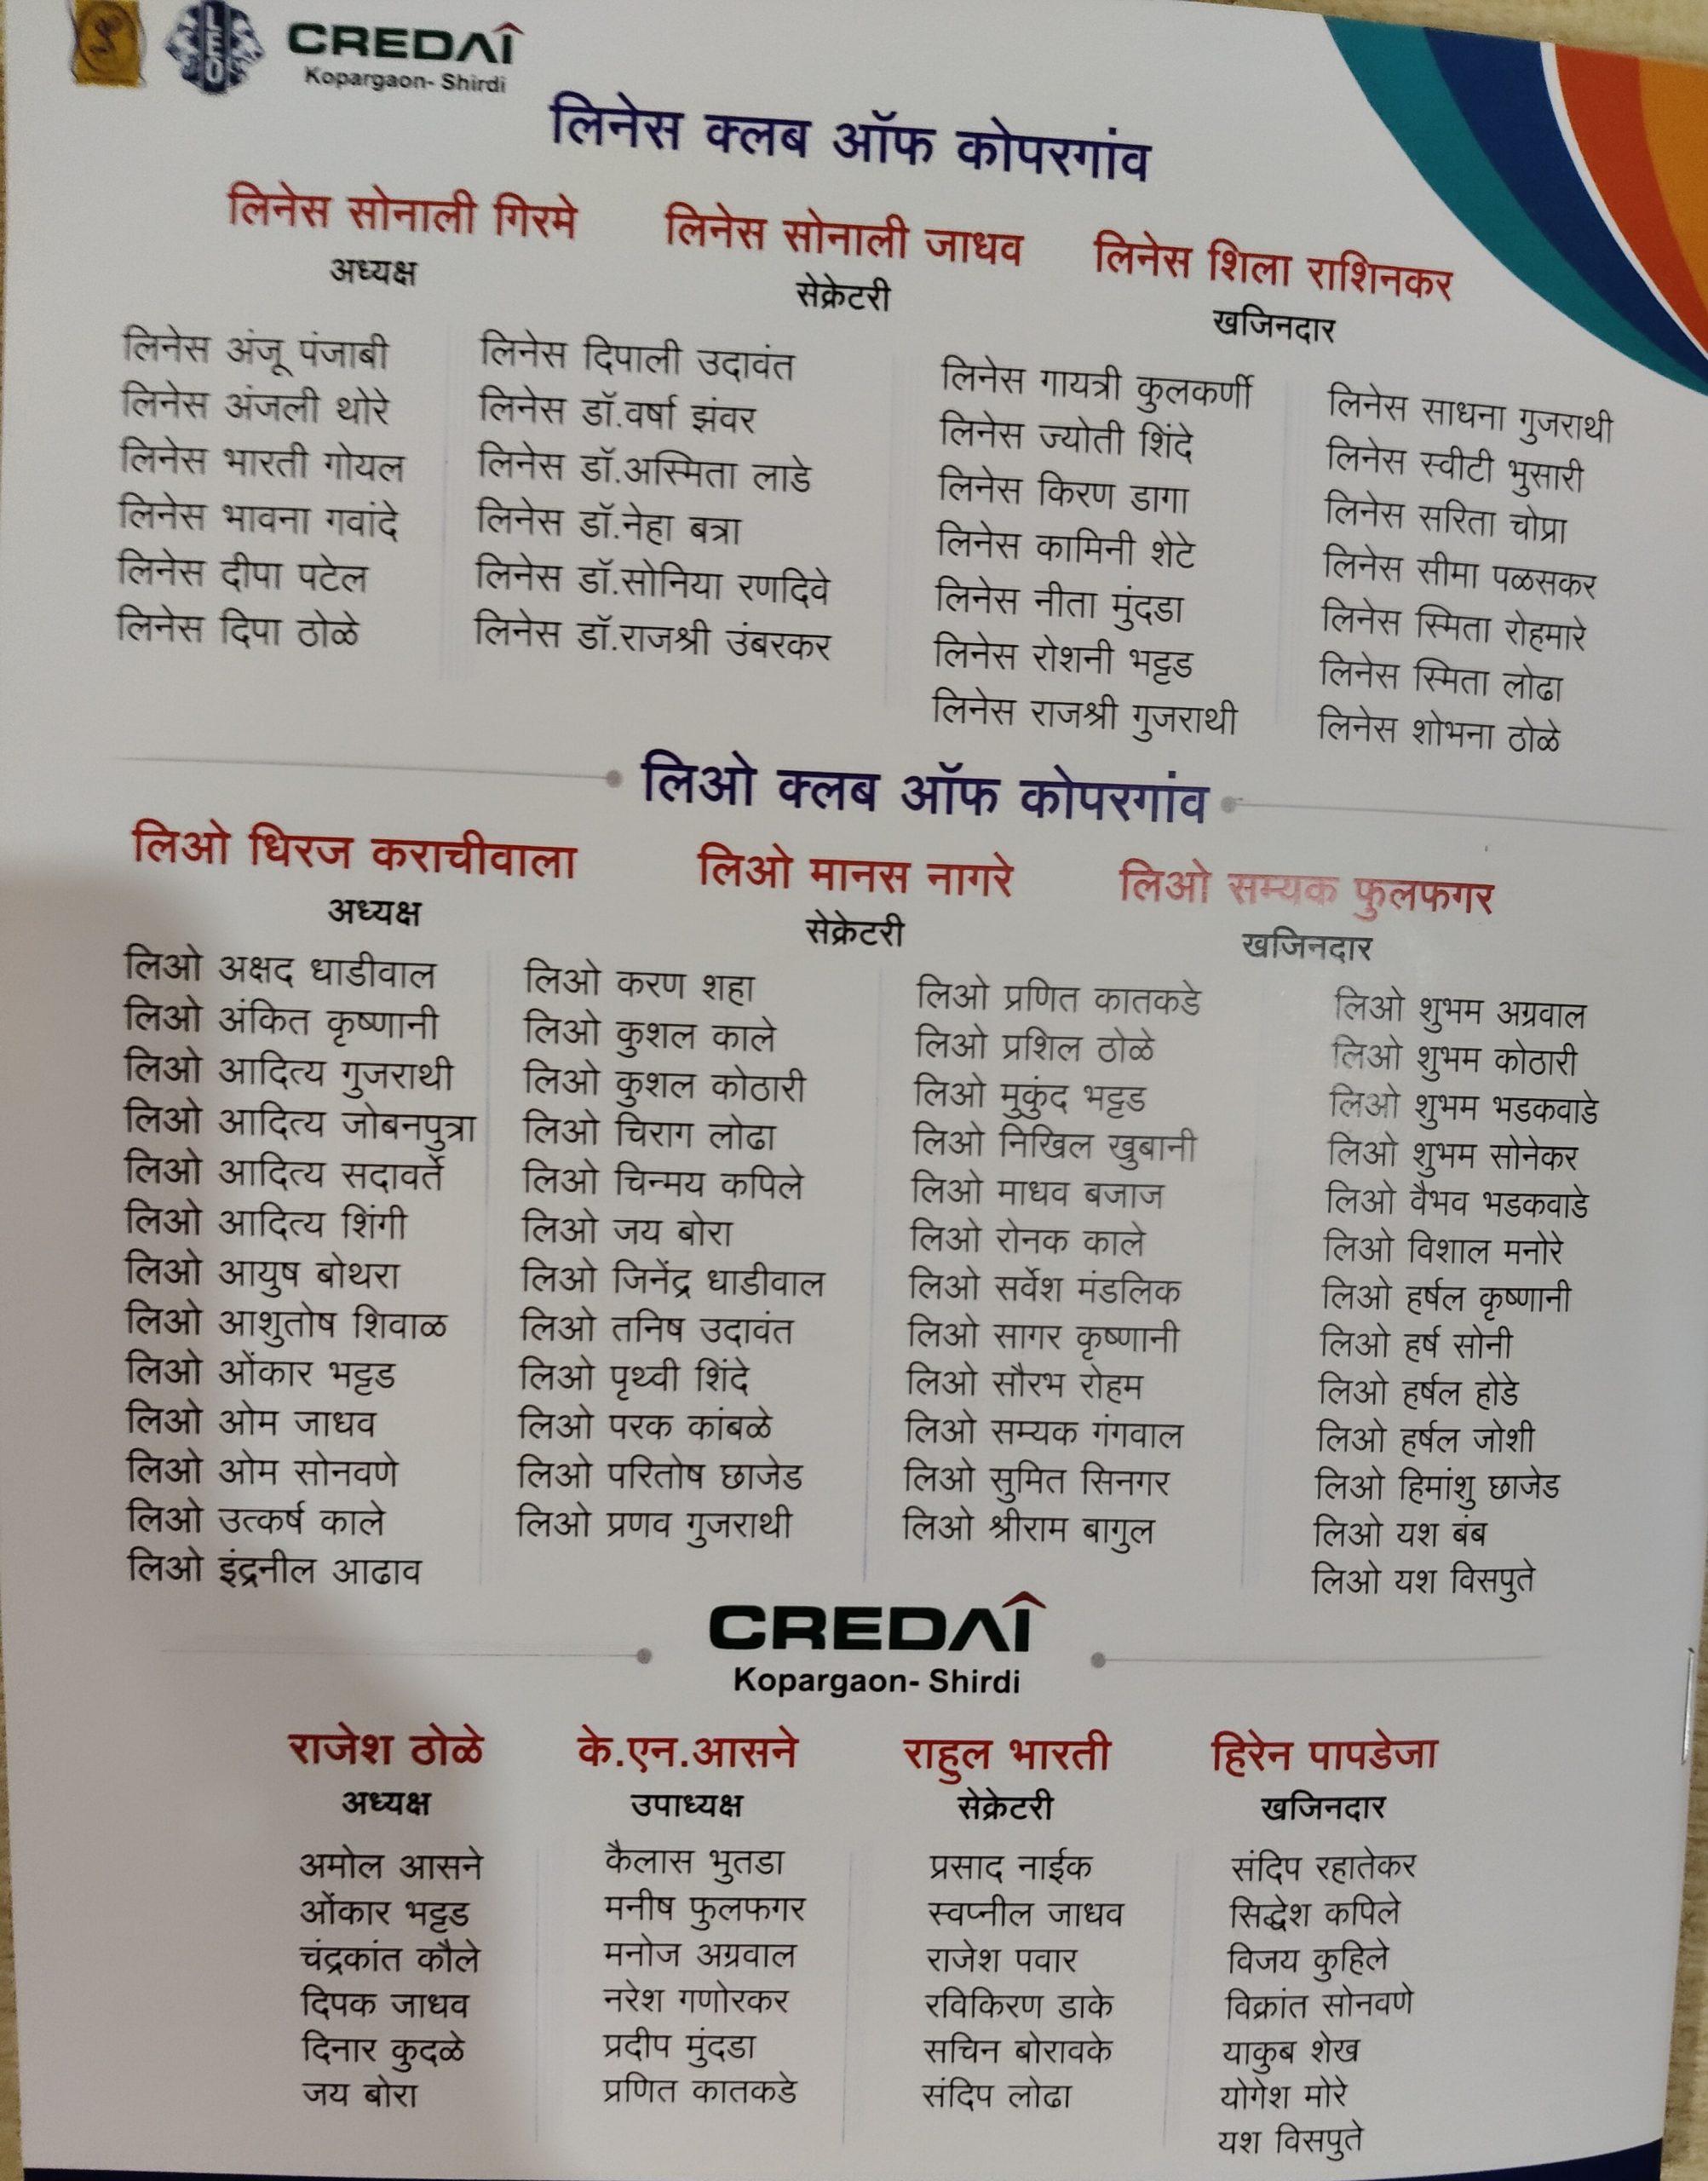 LEO
CREDAI
Kopargaon- Shirdi
लिनेस क्लब ऑफ कोपरगांव
लिनेस सोनाली गिरमे
अध्यक्ष
लिनेस सोनाली जाधव
सेक्रेटरी
लिनेस शिला राशिनकर
खजिनदार
लिनेस अंजू पंजाबी
लिनेस अंजली थोरे
लिनेस भारती गोयल
लिनेस भावना गवांदे
लिनेस दीपा पटेल
लिनेस दिपा ठोळे
लिनेस दिपाली उदावंत
लिनेस डॉ.वर्षा झंवर
लिनेस डॉ.अस्मिता लाडे
लिनेस डॉ.नेहा बत्रा
लिनेस डॉ.सोनिया रणदिवे
लिनेस डॉ.राजश्री उंबरकर
लिनेस गायत्री कुलकर्णी
लिनेस ज्योती शिंदे
लिनेस किरण डागा
लिनेस कामिनी शेटे
लिनेस नीता मुंदडा
लिनेस रोशनी भट्टड
लिनेस राजश्री गुजराथी
लिनेस साधना गुजराथी
लिनेस स्वीटी भुसारी
लिनेस सरिता चोप्रा
लिनेस सीमा पळसकर
लिनेस स्मिता रोहमारे
लिनेस स्मिता लोढा
लिनेस शोभना ठोळे
लिओ क्लब ऑफ कोपरगांव
लिओ धिरज कराचीवाला
अध्यक्ष
लिओ मानस नागरे
सेक्रेटरी
लिओ सम्यक फुलफगर
खजिनदार
लिओ अक्षद धाडीवाल
लिओ अंकित कृष्णानी
लिओ आदित्य गुजराथी
लिओ आदित्य जोबनपुत्रा
लिओ आदित्य सदावर्ते
लिओ आदित्य शिंगी
लिओ आयुष बोथरा
लिओ आशुतोष शिवाळ
लिओ ओंकार भट्टड
लिओ ओम जाधव
लिओ ओम सोनवणे
लिओ उत्कर्ष काले
लिओ इंद्रनील आढाव
लिओ करण शहा
लिओ कुशल काले
लिओ कुशल कोठारी
लिओ चिराग लोढा
लिओ चिन्मय कपिले
लिओ जय बोरा
लिओ जिनेंद्र धाडीवाल
लिओ तनिष उदावंत
लिओ पृथ्वी शिंदे
लिओ परक कांबळे
लिओ परितोष छाजेड
लिओ प्रणव गुजराथी
लिओ प्रणित कातकडे
लिओ प्रशिल ठोळे
लिओ मुकुंद भट्टड
लिओ निखिल खुबानी
लिओ माधव बजाज
लिओ रोनक काले
लिओ सर्वेश मंडलिक
लिओ सागर कृष्णानी
लिओ सौरभ रोहम
लिओ सम्यक गंगवाल
लिओ सुमित सिनगर
लिओ श्रीराम बागुल
लिओ शुभम अग्रवाल
लिओ शुभम कोठारी
लिओ शुभम भडकवाडे
लिओ शुभम सोनेकर
लिओ वैभव भडकवाडे
लिओ विशाल मनोरे
लिओ हर्षल कृष्णानी
लिओ हर्ष सोनी
लिओ हर्षल होडे
लिओ हर्षल जोशी
लिओ हिमांशु छाजेड
लिओ यश बंब
लिओ यश विसपुते
CREDAI
Kopargaon- Shirdi
राजेश ठोळे
अध्यक्ष
के.एन.आसने
उपाध्यक्ष
राहुल भारती
सेक्रेटरी
हिरेन पापडेजा
खजिनदार
अमोल आसने
ओंकार भट्टड
चंद्रकांत कौले
दिपक जाधव
दिनार कुदळे
जय बोरा
कैलास भुतडा
मनीष फुलफगर
मनोज अग्रवाल
नरेश गणोरकर
प्रदीप मुंदडा
प्रणित कातकडे
प्रसाद नाईक
स्वप्नील जाधव
राजेश पवार
रविकिरण डाके
सचिन बोरावके
संदिप लोढा
संदिप रहातेकर
सिद्धेश कपिले
विजय कुहिले
विक्रांत सोनवणे
याकुब शेख
योगेश मोरे
यश विसपुते